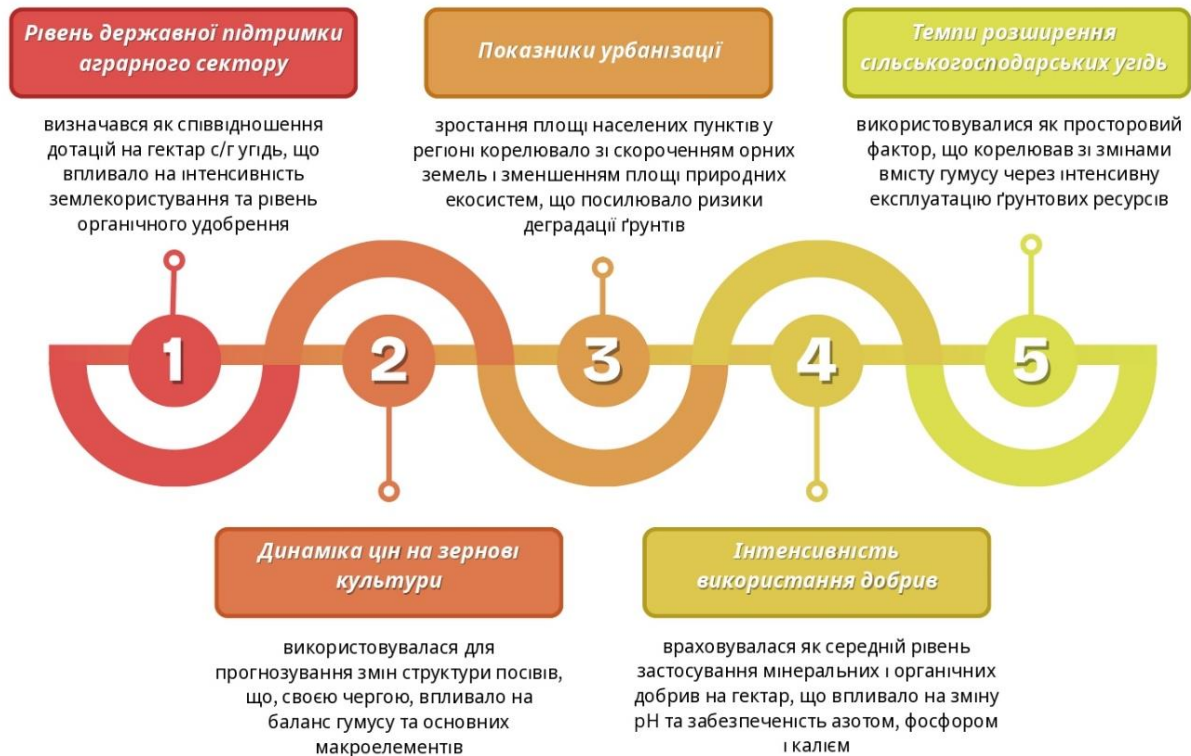 Рівень державної підтримки
аграрного сектору
визначався як співвідношення
дотацій на гектар с/г угідь, що
впливало на інтенсивність
землекористування та рівень
органічного удобрення
1
Динаміка цін на зернові
культури
використовувалася для
прогнозування змін структури посівів,
що, своєю чергою, впливало на
баланс гумусу та основних
макроелементів
2
Показники урбанізації
зростання площі населених пунктів у
регіоні корелювало зі скороченням орних
земель і зменшенням площі природних
екосистем, що посилювало ризики
деградації ґрунтів
3
Інтенсивність
використання добрив
враховувалася як середній рівень
застосування мінеральних і органічних
добрив на гектар, що впливало на зміну
pH та забезпеченість азотом, фосфором
і калієм
4
Темпи розширення
сільськогосподарських угідь
використовувалися як просторовий
фактор, що корелював зі змінами
вмісту гумусу через інтенсивну
експлуатацію ґрунтових ресурсів
5